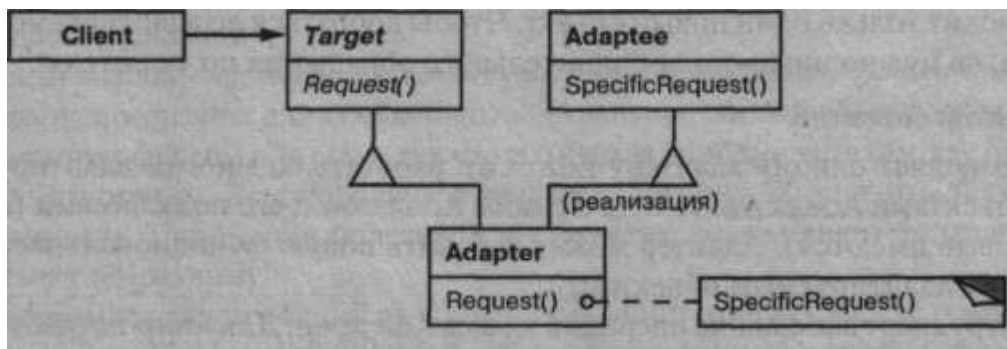 Client
Target
Request()
Adaptee
SpecificRequest()
(реализация)
Adapter
Request()
SpecificRequest()